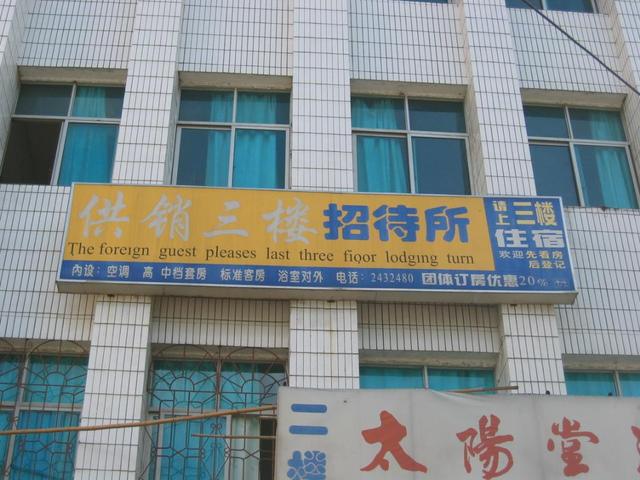 供销三楼招待所
The foreign guest pleases last three fioor lodging turn
内设：空调 高 中档套房 标准客房 浴室对外 电话：2432480 团体订房优惠20%
请上三楼
住宿
欢迎先看房
后登记
二楼
太陽堂